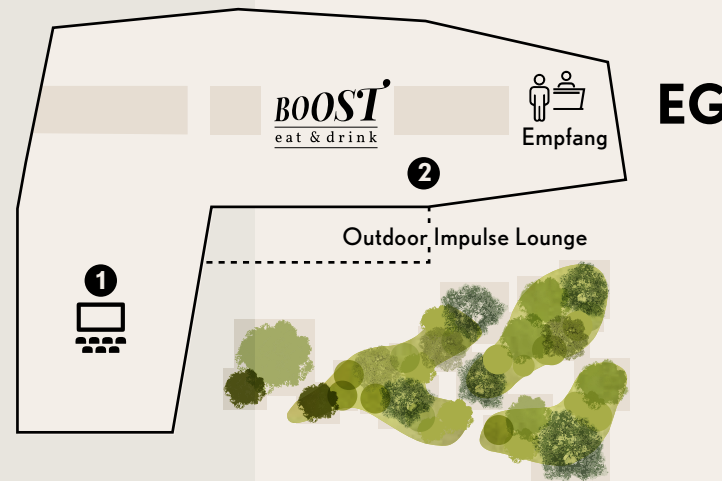 BOOST
eat & drink
Empfang
EG
2
Outdoor Impulse Lounge
1